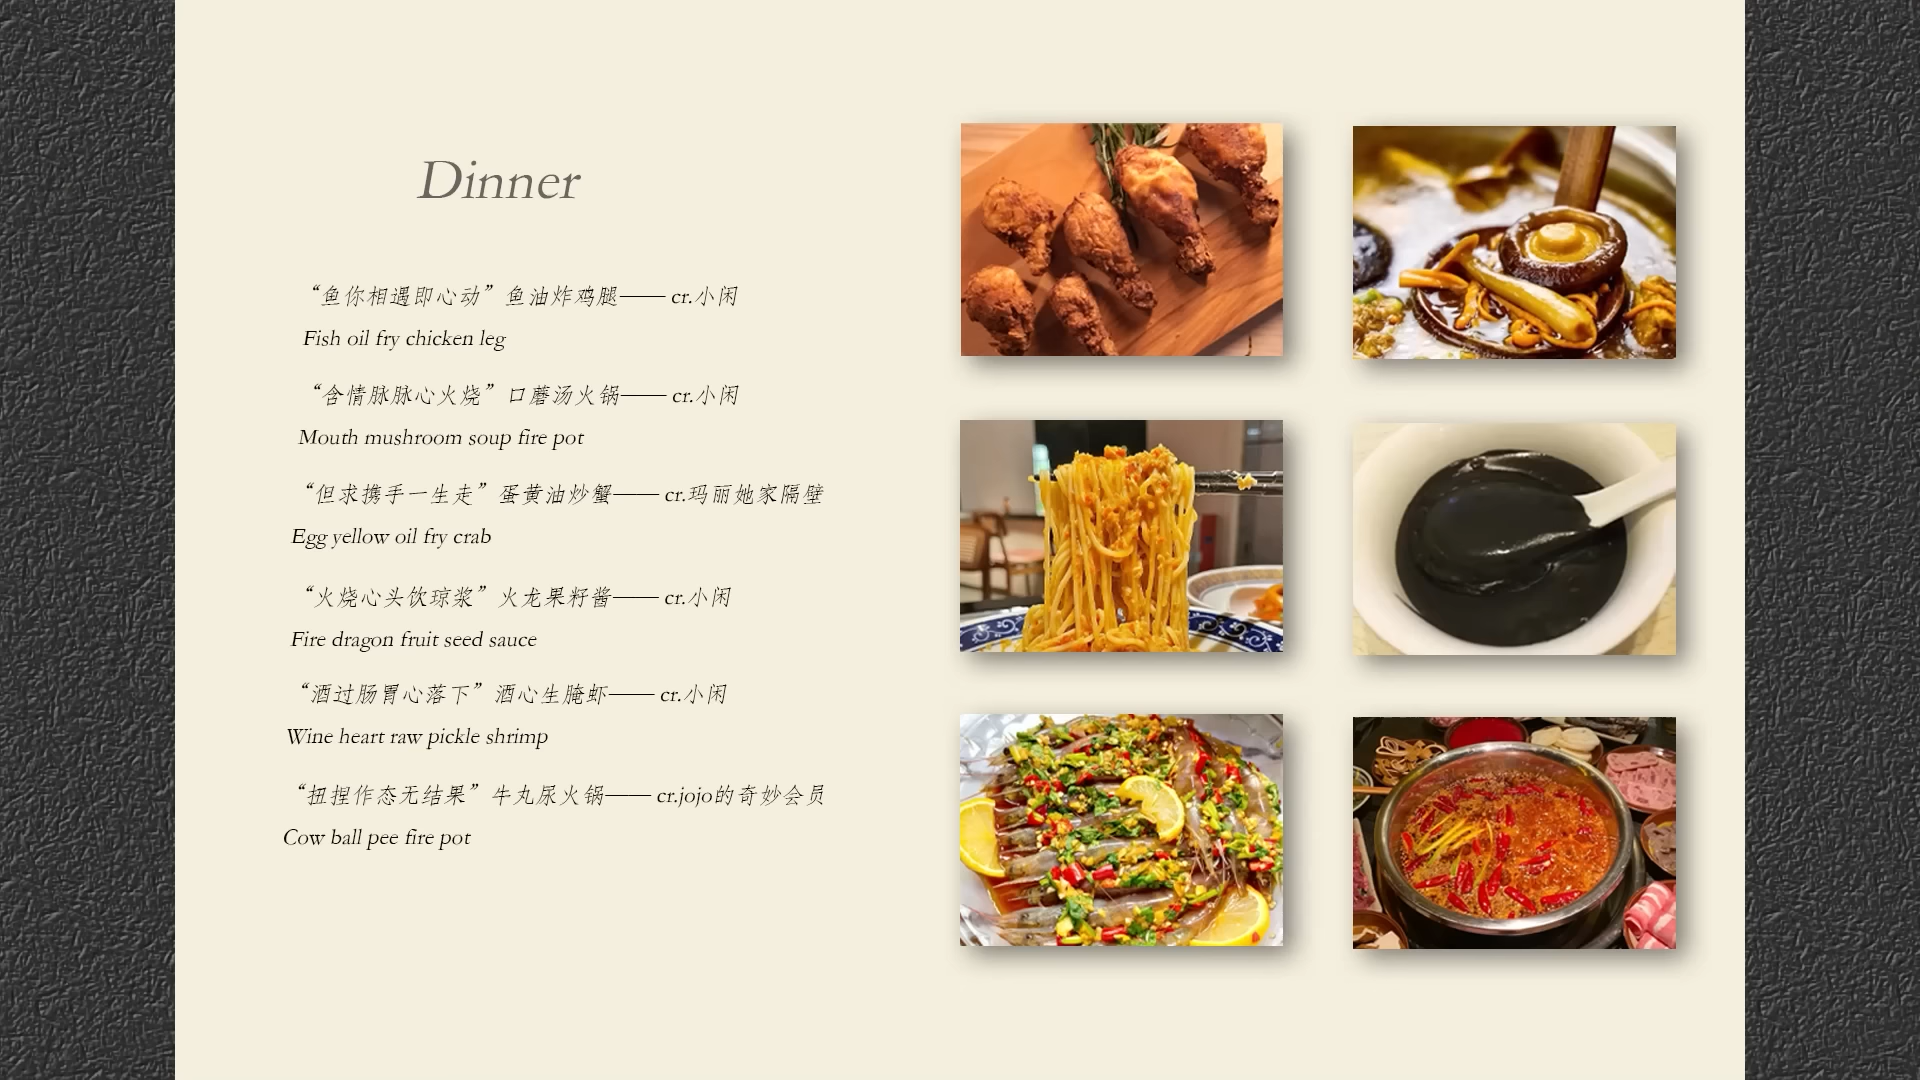 Dinner
“鱼你相遇即心动”鱼油炸鸡腿—— cr.小闲
Fish oil fry chicken leg
“含情脉脉心火烧”口蘑汤火锅—— cr.小闲
Mouth mushroom soup fire pot
“但求携手一生走”蛋黄油炒蟹—— cr.玛丽她家隔壁
Egg yellow oil fry crab
“火烧心头饮琼浆”火龙果籽酱—— cr.小闲
Fire dragon fruit seed sauce
“酒过肠胃心落下”酒心生腌虾—— cr.小闲
Wine heart raw pickle shrimp
“扭捏作态无结果”牛丸尿火锅—— cr.jojo的奇妙会员
Cow ball pee fire pot